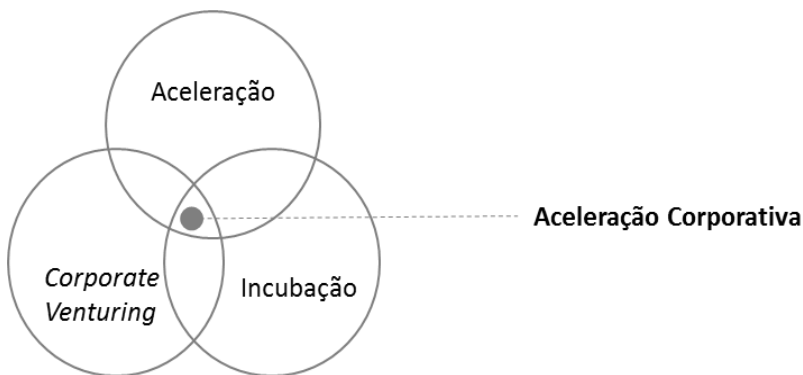 Aceleração
Aceleração Corporativa
Corporate
Venturing
Incubação